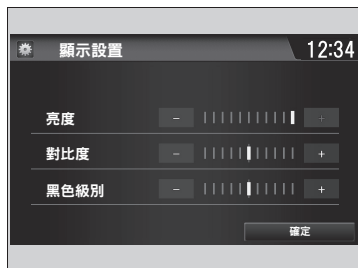 顯示設置 12:34
亮度 - +
對比度 - +
黑色級別 - +
確定